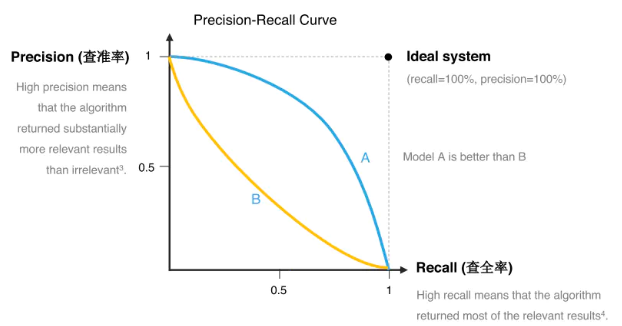 Precision-Recall Curve
Precision (查准率)
1
Ideal system
(recall=100%, precision=100%)
High precision means
that the algorithm
returned substantially
more relevant results
than irrelevant³.
0.5
A
Model A is better than B
B
Recall (查全率)
0.5
1
High recall means that the algorithm
returned most of the relevant results⁴.